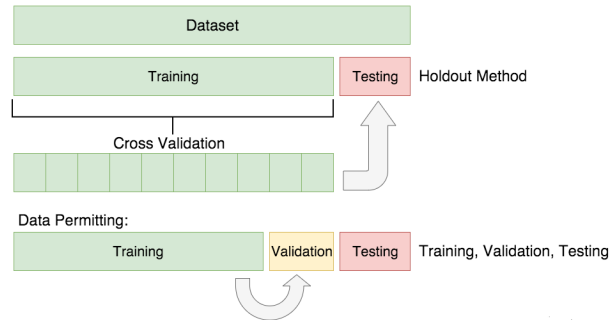 Dataset
Training Testing Holdout Method
Cross Validation
Data Permitting:
Training Validation Testing Training, Validation, Testing